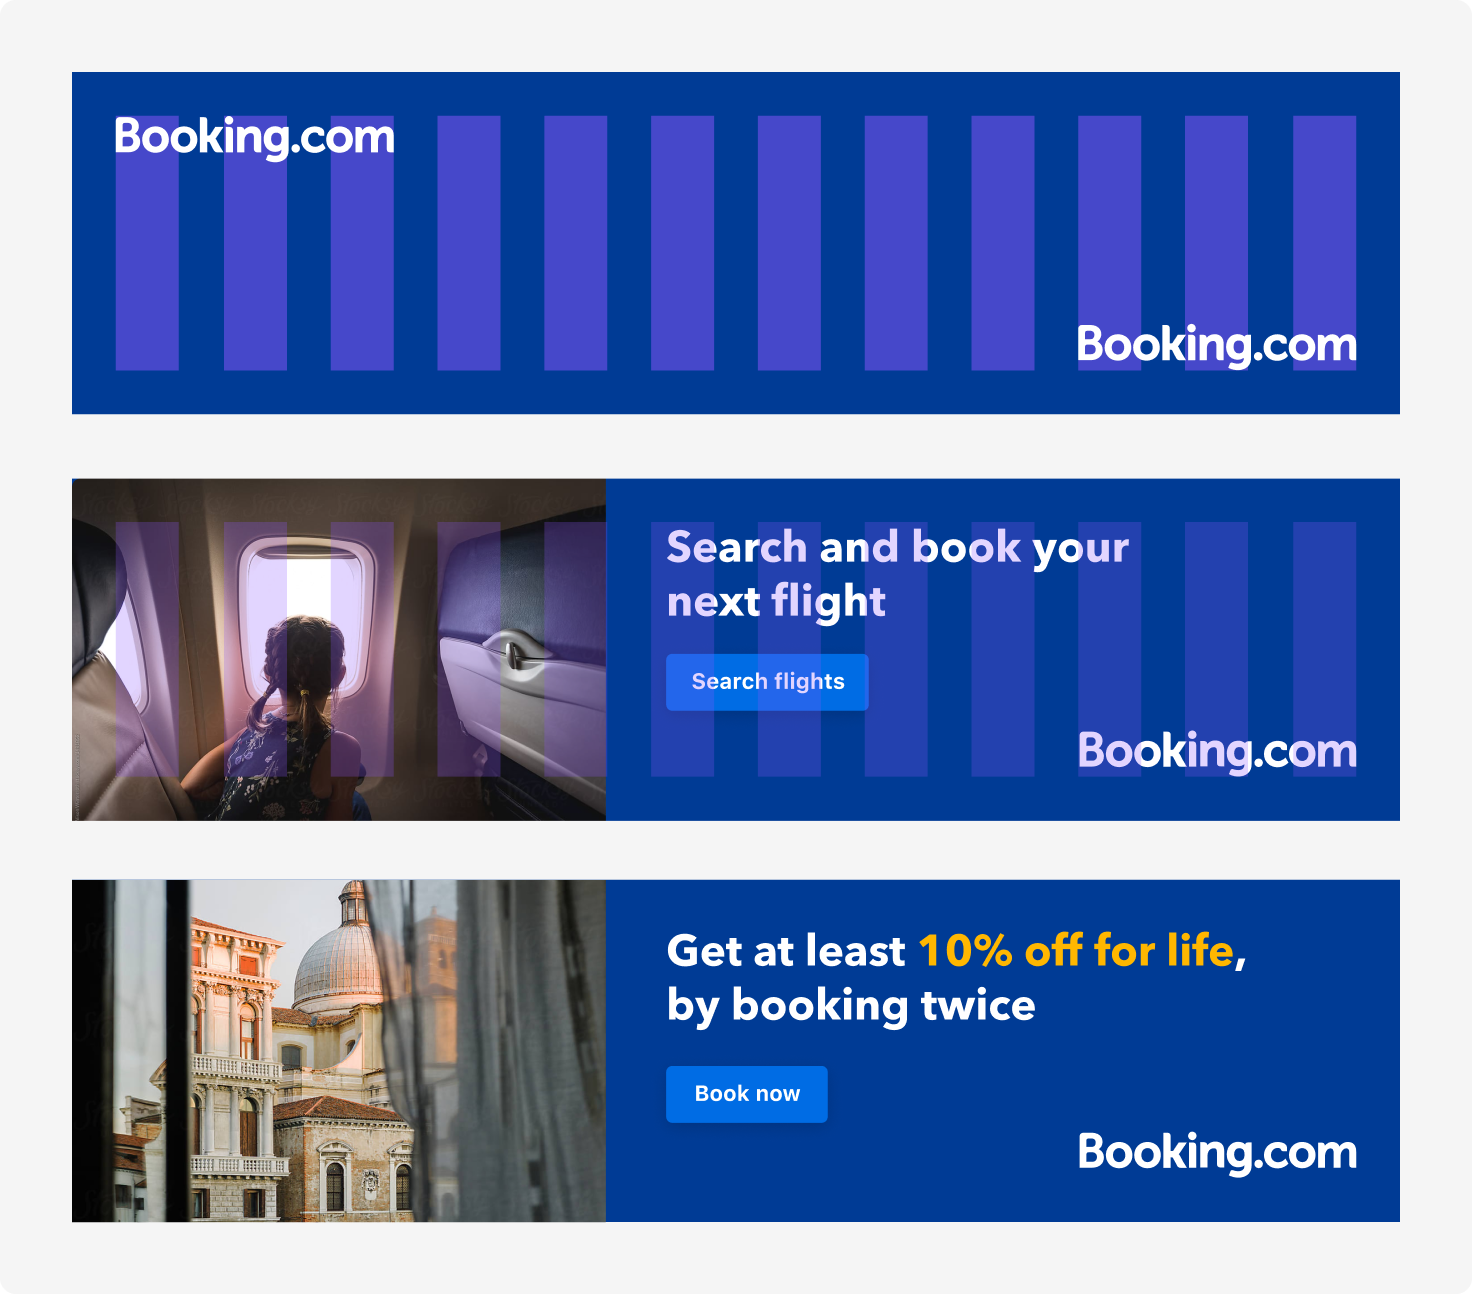 Booking.com
Booking.com
Search and book your
next flight
Search flights
Booking.com
Get at least 10% off for life,
by booking twice
Book now
Booking.com